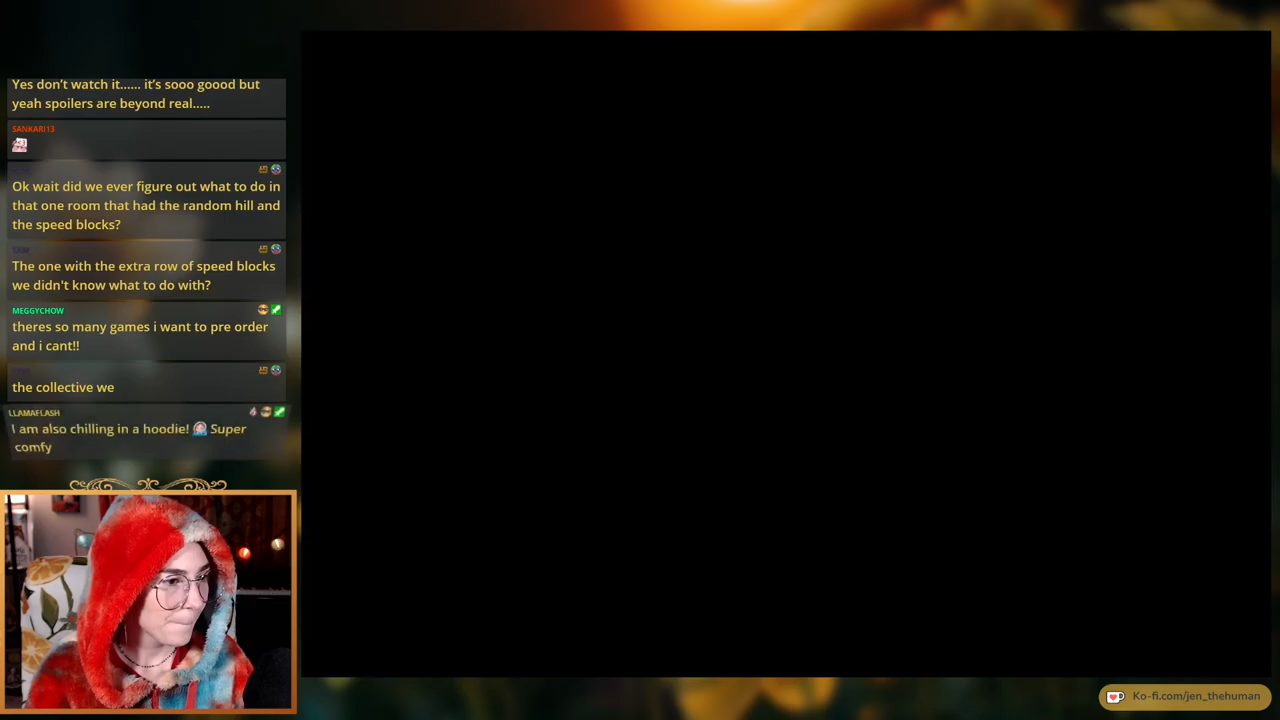 Yes don’t watch it...... it’s sooo goood but
yeah spoilers are beyond real.....
SANKARI13
Ok wait did we ever figure out what to do in
that one room that had the random hill and
the speed blocks?
The one with the extra row of speed blocks
we didn't know what to do with?
MEGGYCHOW
theres so many games i want to pre order
and i cant!!
the collective we
LLAMAFLASH
I am also chilling in a hoodie! Super
comfy
Ko-fi.com/jen_thehuman